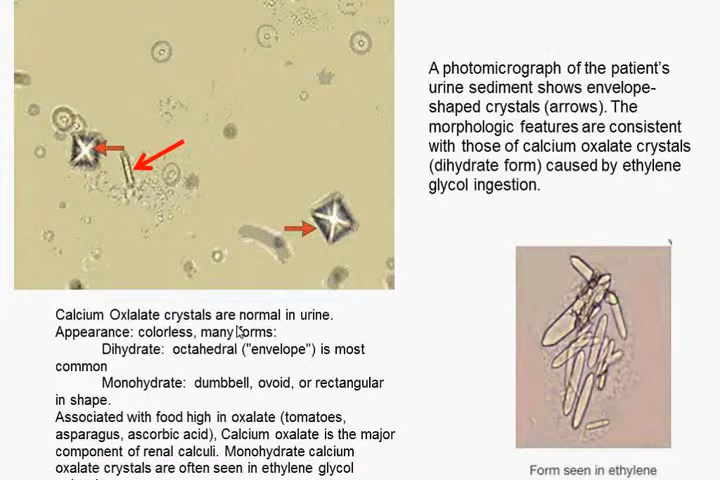 A photomicrograph of the patient's
urine sediment shows envelope-
shaped crystals (arrows). The
morphologic features are consistent
with those of calcium oxalate crystals
(dihydrate form) caused by ethylene
glycol ingestion.
Calcium Oxlalate crystals are normal in urine.
Appearance: colorless, many forms:
Dihydrate: octahedral ("envelope") is most
common
Monohydrate: dumbbell, ovoid, or rectangular
in shape.
Associated with food high in oxalate (tomatoes,
asparagus, ascorbic acid), Calcium oxalate is the major
component of renal calculi. Monohydrate calcium
oxalate crystals are often seen in ethylene glycol
Form seen in ethylene